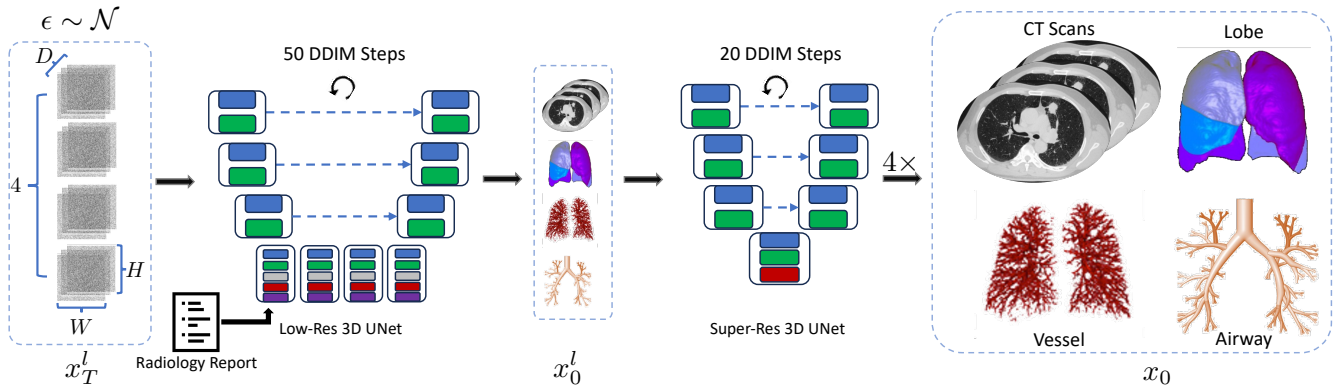 ϵ ∼ 𝒩
D
4
H
W
x_T^l
50 DDIM Steps
Radiology Report
Low-Res 3D UNet
x_0^l
20 DDIM Steps
Super-Res 3D UNet
4×
CT Scans
Lobe
Vessel
Airway
x_0